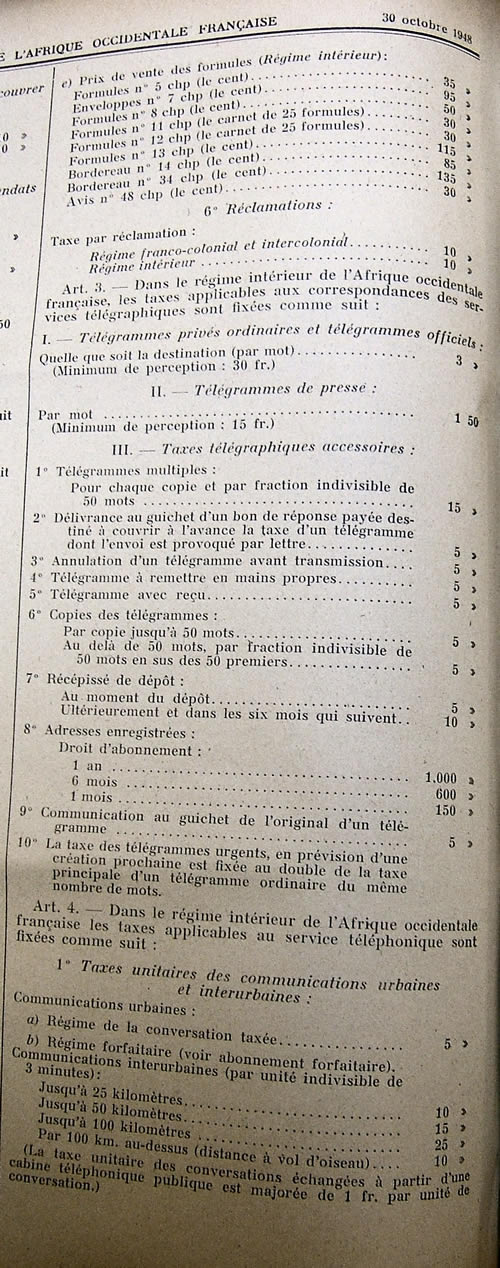 E L'AFRIQUE OCCIDENTALE FRANÇAISE
30 octobre 1948
couvrer
0 »
0 »
endats
»
»
50
uit
it
e) Prix de vente des formules (Régime intérieur):
Formules n° 5 chp (le cent)........ 35 »
Enveloppes n° 7 chp (le cent)........ 95 »
Formules n° 8 chp (le cent)........ 50 »
Formules n° 11 chp (le carnet de 25 formules)........ 30 »
Formules n° 12 chp (le carnet de 25 formules)........ 30 »
Formules n° 13 chp (le cent)........ 115 »
Bordereau n° 14 chp (le cent)........ 85 »
Bordereau n° 34 chp (le cent)........ 135 »
Avis n° 48 chp (le cent)........ 30 »
6° Réclamations :
Taxe par réclamation :
Régime franco-colonial et intercolonial........ 10 »
Régime intérieur ........ 10 »
Art. 3. — Dans le régime intérieur de l'Afrique occidentale
française, les taxes applicables aux correspondances des ser-
vices télégraphiques sont fixées comme suit :
I. — Télégrammes privés ordinaires et télégrammes officiels :
Quelle que soit la destination (par mot)........ 3 »
(Minimum de perception : 30 fr.)
II. — Télégrammes de presse :
Par mot ........ 1 50
(Minimum de perception : 15 fr.)
III. — Taxes télégraphiques accessoires :
1° Télégrammes multiples :
Pour chaque copie et par fraction indivisible de
50 mots ........ 15 »
2° Délivrance au guichet d'un bon de réponse payée des-
tiné à couvrir à l'avance la taxe d'un télégramme
dont l'envoi est provoqué par lettre........ 5 »
3° Annulation d'un télégramme avant transmission.... 5 »
4° Télégramme à remettre en mains propres........ 5 »
5° Télégramme avec reçu........ 5 »
6° Copies des télégrammes :
Par copie jusqu'à 50 mots........ 5 »
Au delà de 50 mots, par fraction indivisible de
50 mots en sus des 50 premiers........ 5 »
7° Récépissé de dépôt :
Au moment du dépôt........ 5 »
Ultérieurement et dans les six mois qui suivent.. 10 »
8° Adresses enregistrées :
Droit d'abonnement :
1 an ........ 1.000 »
6 mois ........ 600 »
1 mois ........ 150 »
9° Communication au guichet de l'original d'un télé-
gramme ........ 5 »
10° La taxe des télégrammes urgents, en prévision d'une
création prochaine est fixée au double de la taxe
principale d'un télégramme ordinaire du même
nombre de mots.
Art. 4. — Dans le régime intérieur de l'Afrique occidentale
française les taxes applicables au service téléphonique sont
fixées comme suit :
1° Taxes unitaires des communications urbaines
et interurbaines :
Communications urbaines :
a) Régime de la conversation taxée........ 5 »
b) Régime forfaitaire (voir abonnement forfaitaire).
Communications interurbaines (par unité indivisible de
3 minutes):
Jusqu'à 25 kilomètres........ 10 »
Jusqu'à 50 kilomètres........ 15 »
Jusqu'à 100 kilomètres ........ 25 »
Par 100 km. au-dessus (distance à vol d'oiseau).... 10 »
(La taxe unitaire des conversations échangées à partir d'une
cabine téléphonique publique est majorée de 1 fr. par unité de
conversation.)